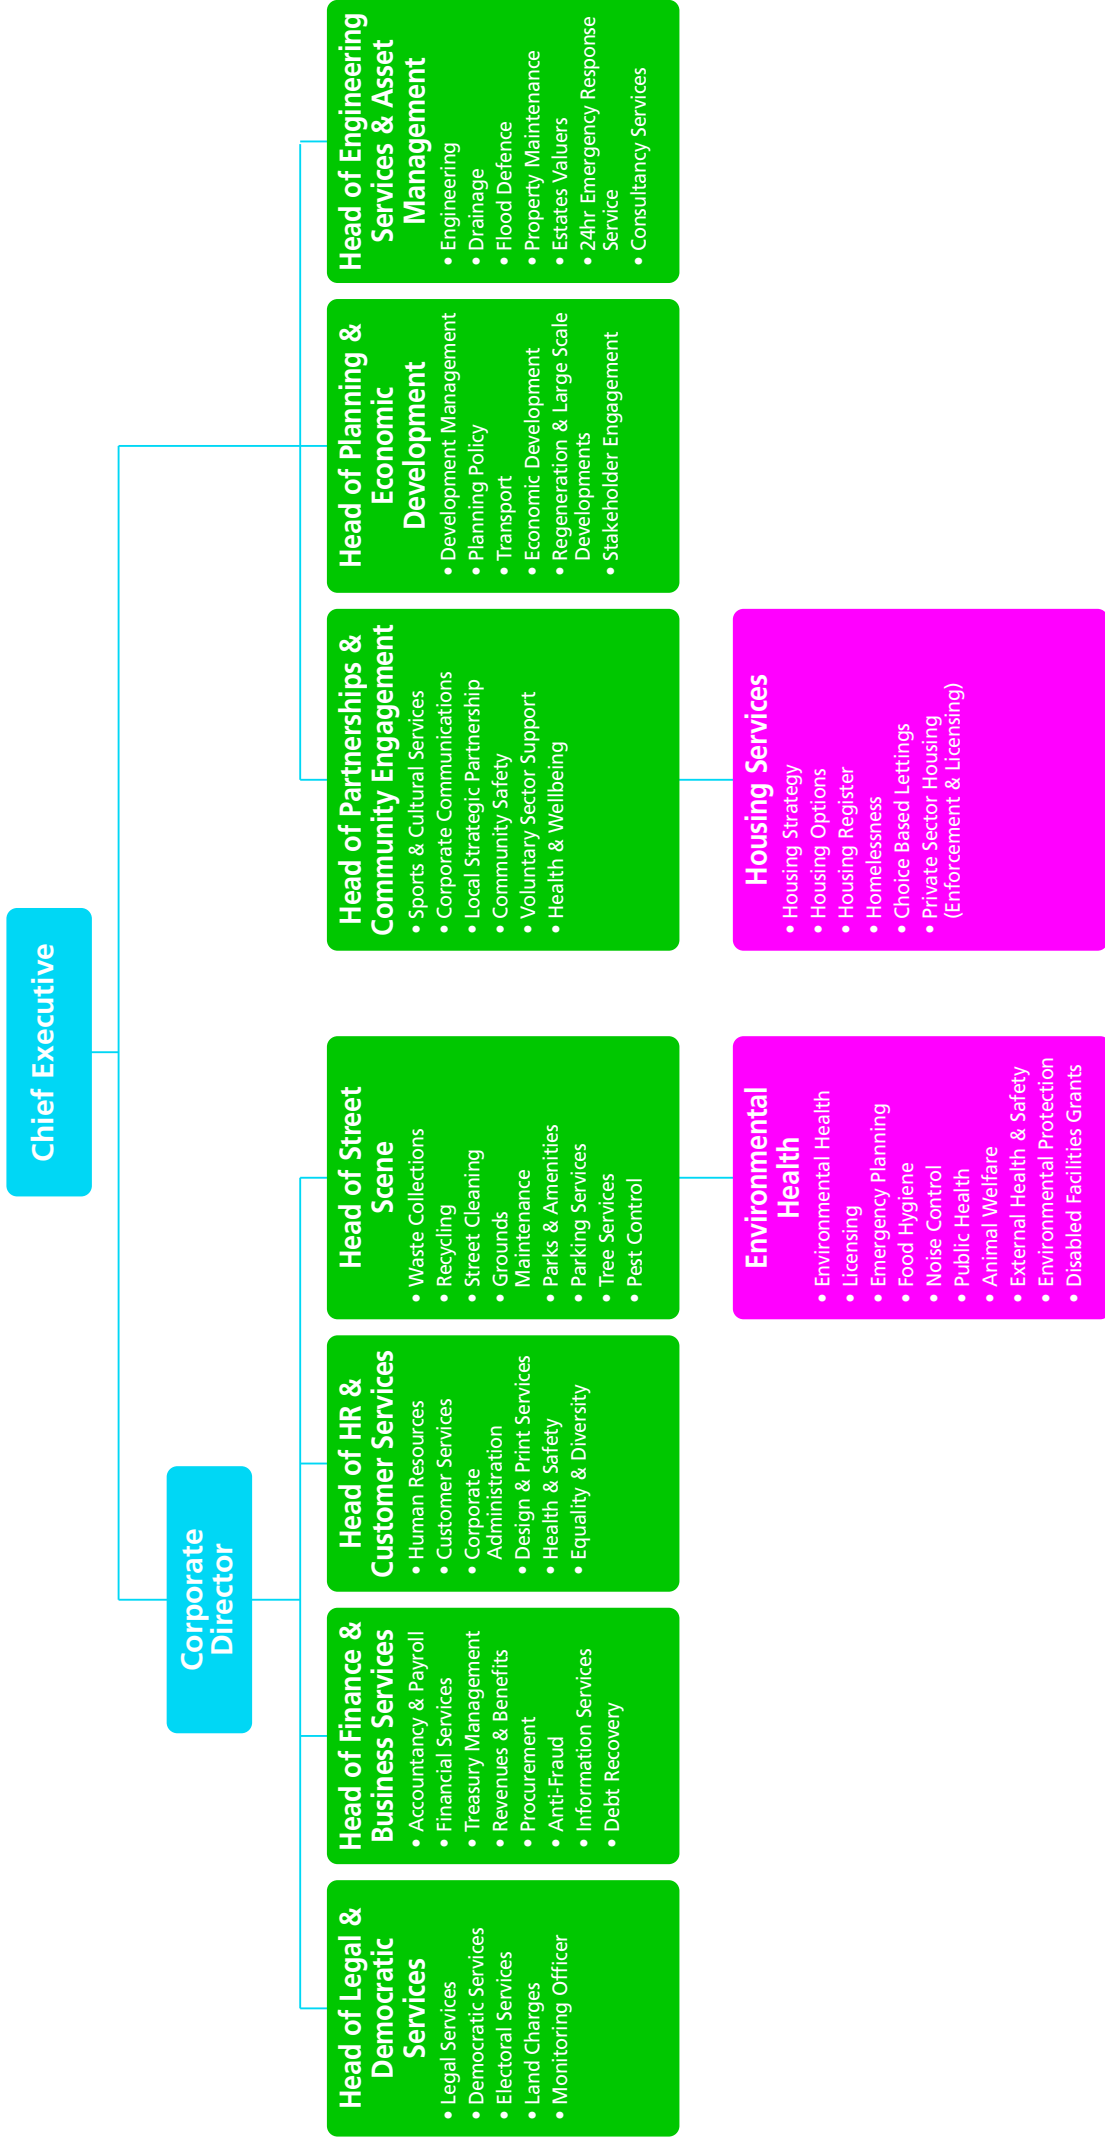 Chief Executive
Corporate
Director
Head of Legal &
Democratic
Services
• Legal Services
• Democratic Services
• Electoral Services
• Land Charges
• Monitoring Officer
Head of Finance &
Business Services
• Accountancy & Payroll
• Financial Services
• Treasury Management
• Revenues & Benefits
• Procurement
• Anti-Fraud
• Information Services
• Debt Recovery
Head of HR &
Customer Services
• Human Resources
• Customer Services
• Corporate
Administration
• Design & Print Services
• Health & Safety
• Equality & Diversity
Head of Street
Scene
• Waste Collections
• Recycling
• Street Cleaning
• Grounds
Maintenance
• Parks & Amenities
• Parking Services
• Tree Services
• Pest Control
Head of Partnerships &
Community Engagement
• Sports & Cultural Services
• Corporate Communications
• Local Strategic Partnership
• Community Safety
• Voluntary Sector Support
• Health & Wellbeing
Head of Planning &
Economic
Development
• Development Management
• Planning Policy
• Transport
• Economic Development
• Regeneration & Large Scale
Developments
• Stakeholder Engagement
Head of Engineering
Services & Asset
Management
• Engineering
• Drainage
• Flood Defence
• Property Maintenance
• Estates Valuers
• 24hr Emergency Response
Service
• Consultancy Services
Environmental
Health
• Environmental Health
• Licensing
• Emergency Planning
• Food Hygiene
• Noise Control
• Public Health
• Animal Welfare
• External Health & Safety
• Environmental Protection
• Disabled Facilities Grants
Housing Services
• Housing Strategy
• Housing Options
• Housing Register
• Homelessness
• Choice Based Lettings
• Private Sector Housing
(Enforcement & Licensing)